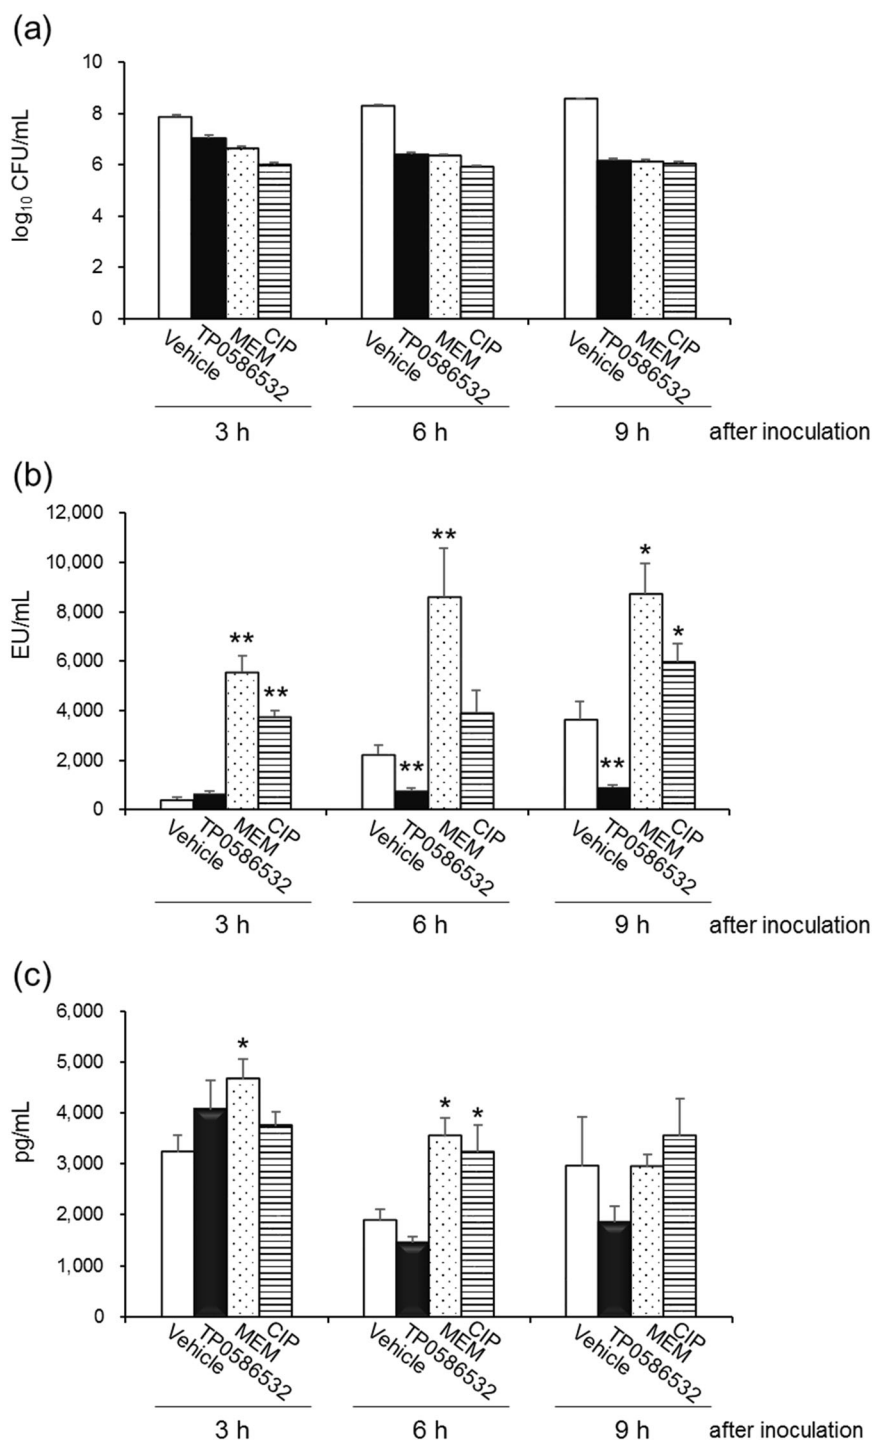 (a)
log10 CFU/mL
10
8
6
4
2
0
Vehicle
TP0586532
MEM
CIP
Vehicle
TP0586532
MEM
CIP
Vehicle
TP0586532
MEM
CIP
3 h 6 h 9 h after inoculation
(b)
EU/mL
12,000
10,000
8,000
6,000
4,000
2,000
0
** ** ** ** ** * *
Vehicle
TP0586532
MEM
CIP
Vehicle
TP0586532
MEM
CIP
Vehicle
TP0586532
MEM
CIP
3 h 6 h 9 h after inoculation
(c)
pg/mL
6,000
5,000
4,000
3,000
2,000
1,000
0
* * *
Vehicle
TP0586532
MEM
CIP
Vehicle
TP0586532
MEM
CIP
Vehicle
TP0586532
MEM
CIP
3 h 6 h 9 h after inoculation